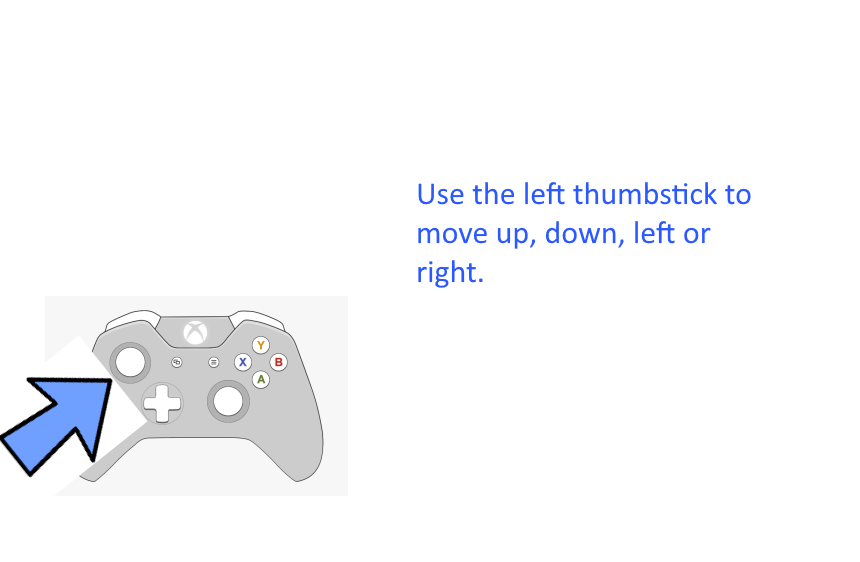 Use the left thumbstick to
move up, down, left or
right.
Y
X
B
A